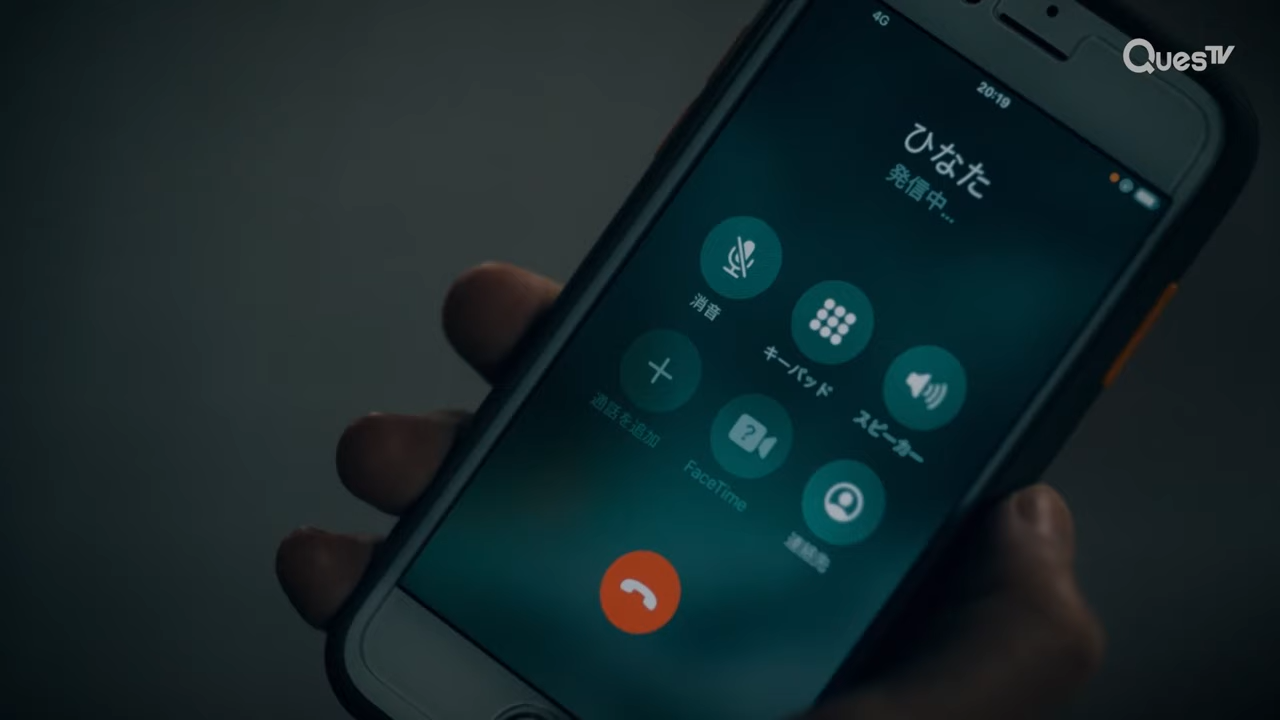 QuesTV
4G
20:19
ひなた
発信中...
消音
キーパッド
スピーカー
通話を追加
FaceTime
連絡先